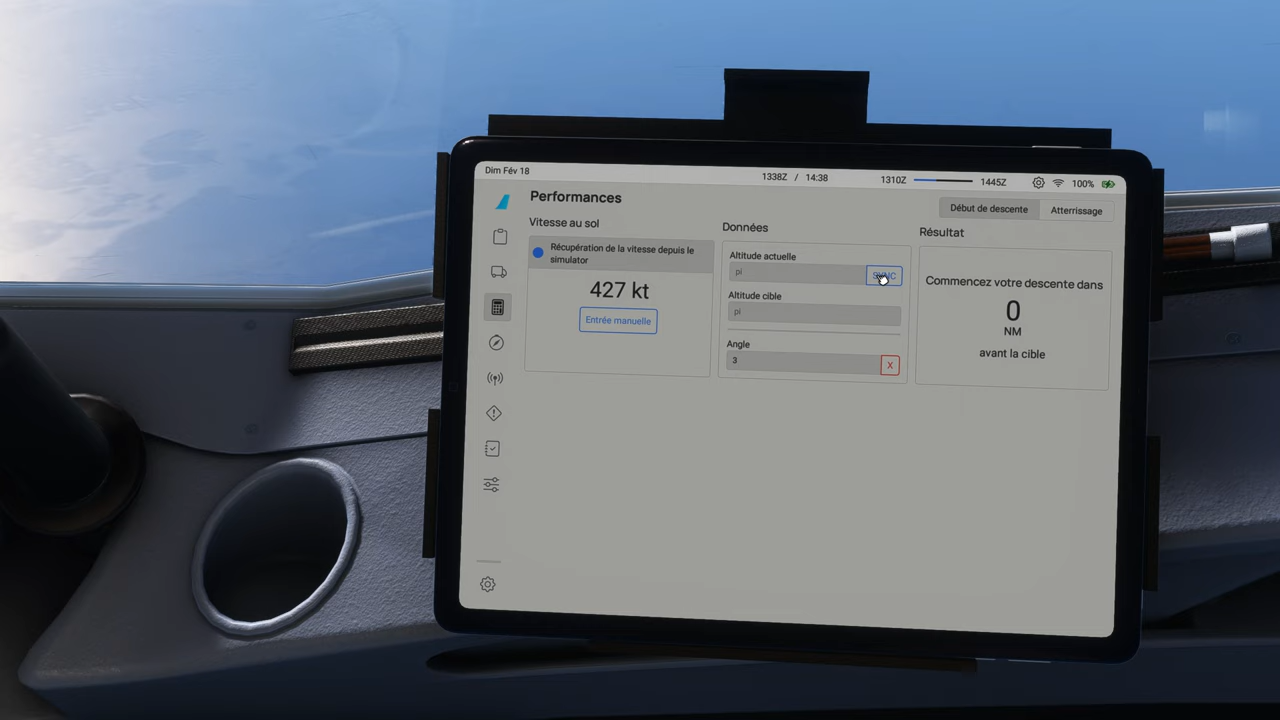 Dim Fév 18
1338Z / 14:38
1310Z
1445Z
100%
Performances
Début de descente
Atterrissage
Vitesse au sol
Récupération de la vitesse depuis le
simulator
427 kt
Entrée manuelle
Données
Altitude actuelle
pi
SYNC
Altitude cible
pi
Angle
3
X
Résultat
Commencez votre descente dans
0
NM
avant la cible